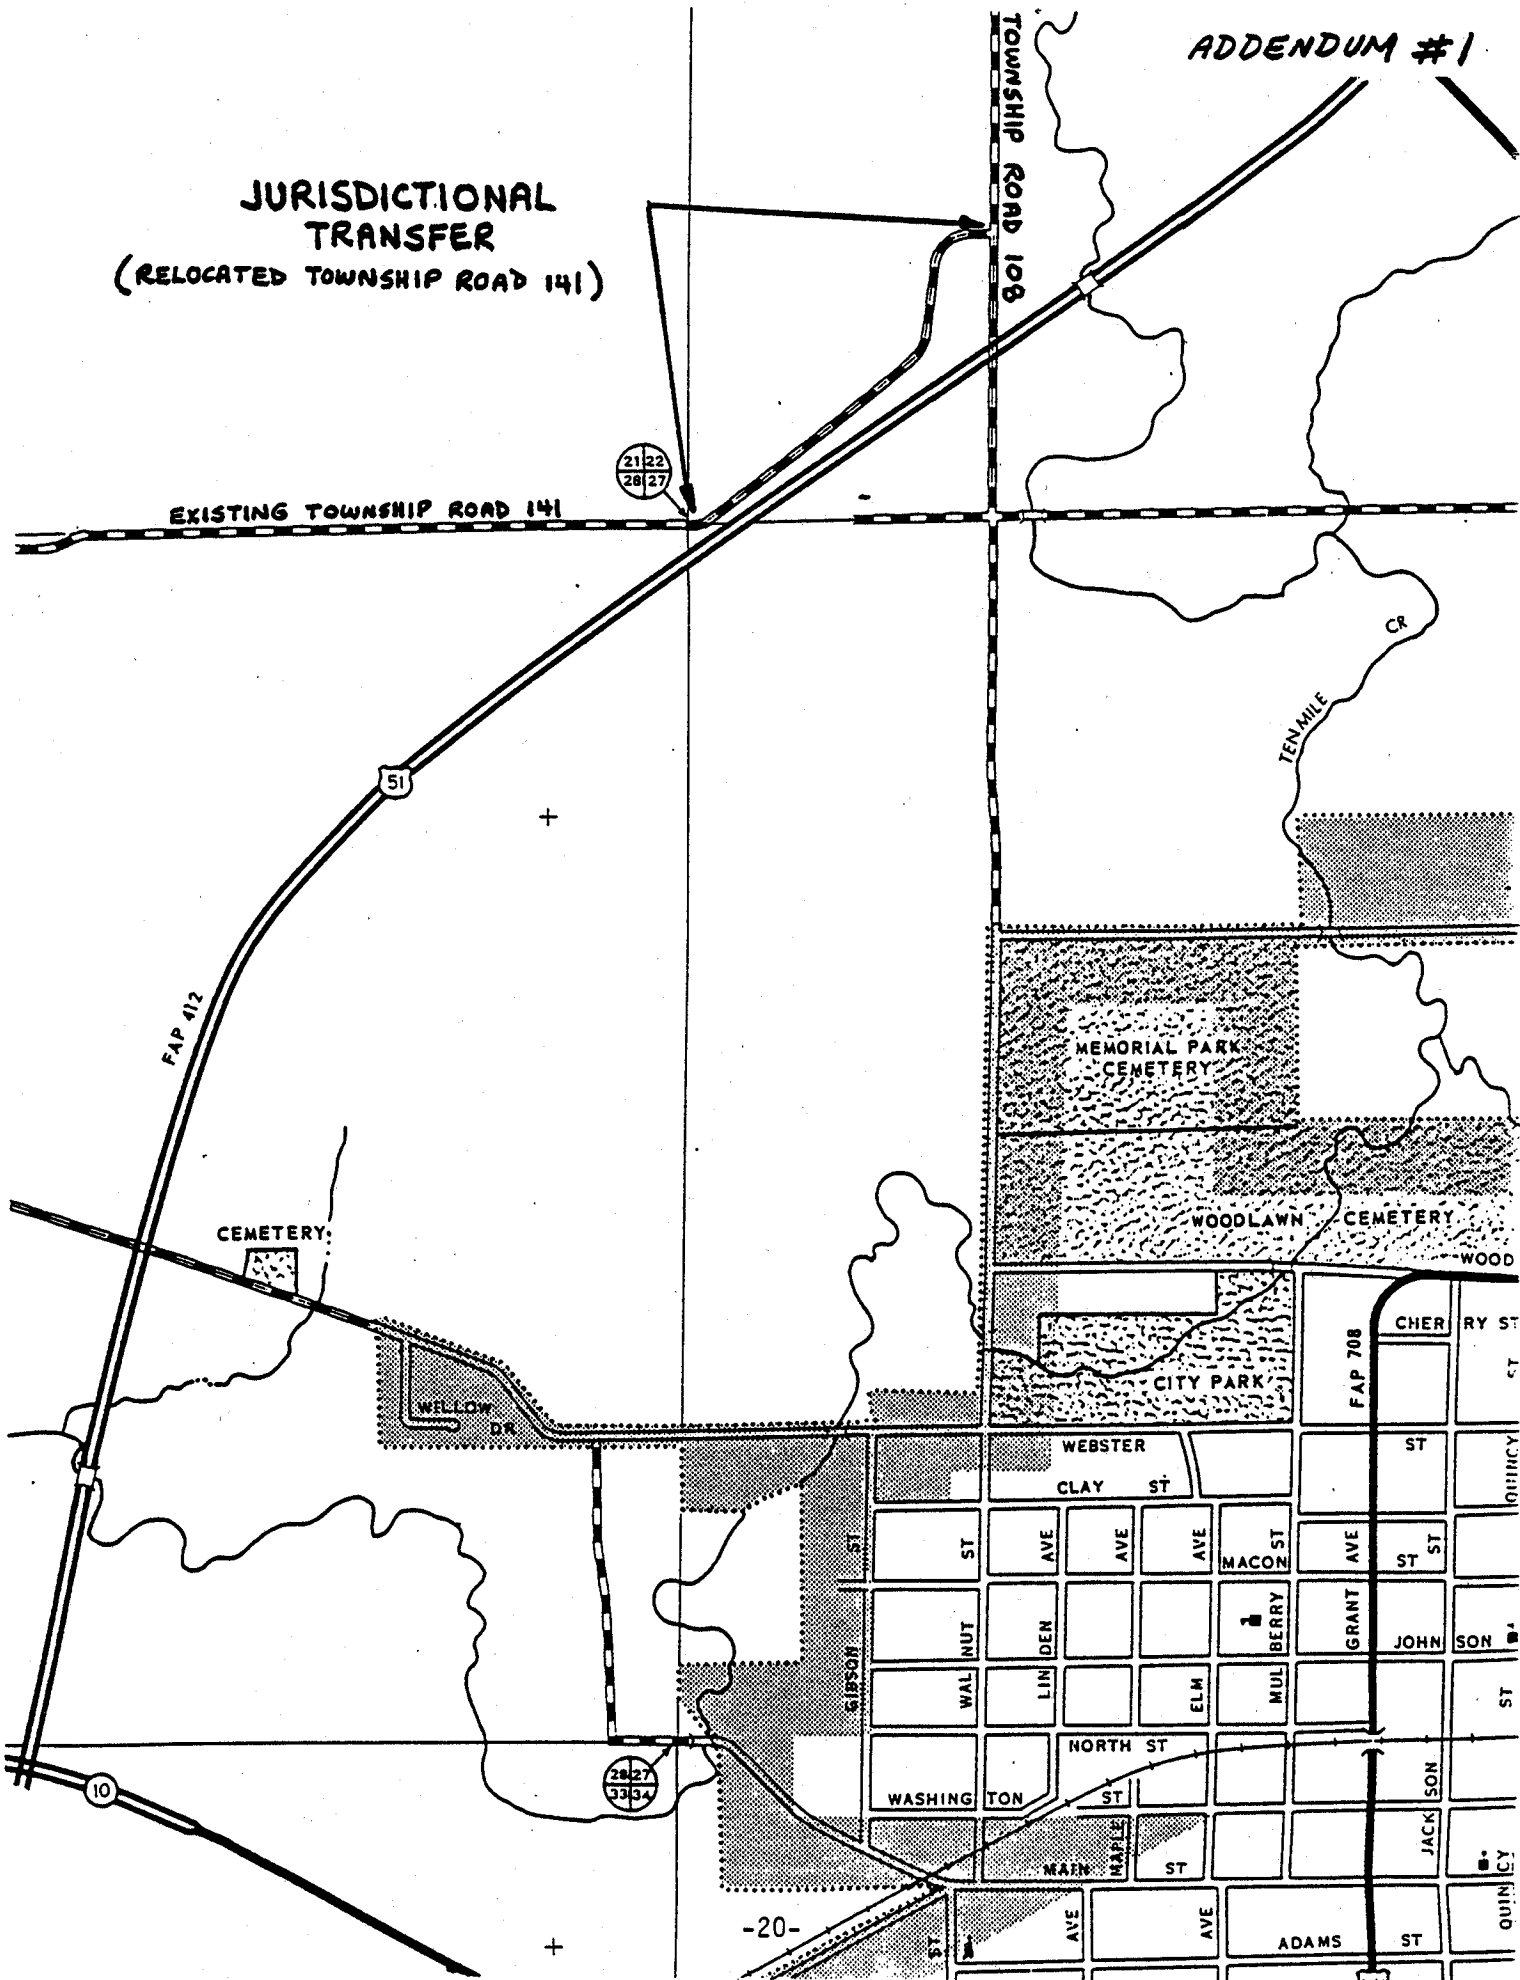 ADDENDUM #1
TOWNSHIP ROAD 108
JURISDICTIONAL
TRANSFER
(RELOCATED TOWNSHIP ROAD 141)
21 22
28 27
EXISTING TOWNSHIP ROAD 141
CR
TENMILE
51
FAP 412
MEMORIAL PARK
CEMETERY
CEMETERY
WOODLAWN CEMETERY
WOOD
CHER RY ST
FAP 708
ST
CITY PARK
WILLOW
DR
WEBSTER ST
QUINCY
CLAY ST
ST
ST
AVE
AVE
AVE
ST
MACON ST
AVE
ST
GIBSON
WAL NUT
LIN DEN
ELM
MUL BERRY
GRANT
JOHN SON
ST
NORTH ST
28 27
33 34
10
WASHING TON ST
JACK SON
MAPLE
MAIN ST
QUIN CY
-20-
ST
AVE
AVE
ADAMS ST